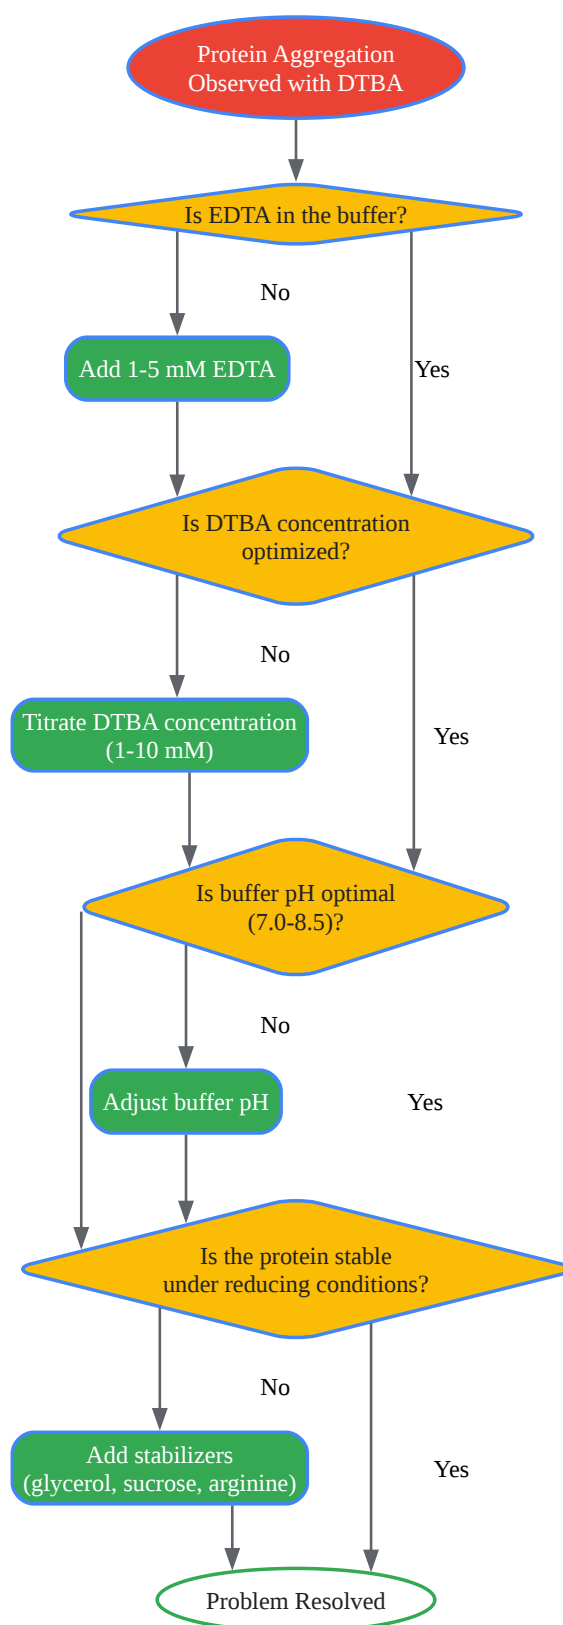 Protein Aggregation
Observed with DTBA
Is EDTA in the buffer?
No
Add 1-5 mM EDTA
Yes
Is DTBA concentration
optimized?
No
Titrate DTBA concentration
(1-10 mM)
Yes
Is buffer pH optimal
(7.0-8.5)?
No
Adjust buffer pH
Yes
Is the protein stable
under reducing conditions?
No
Add stabilizers
(glycerol, sucrose, arginine)
Yes
Problem Resolved